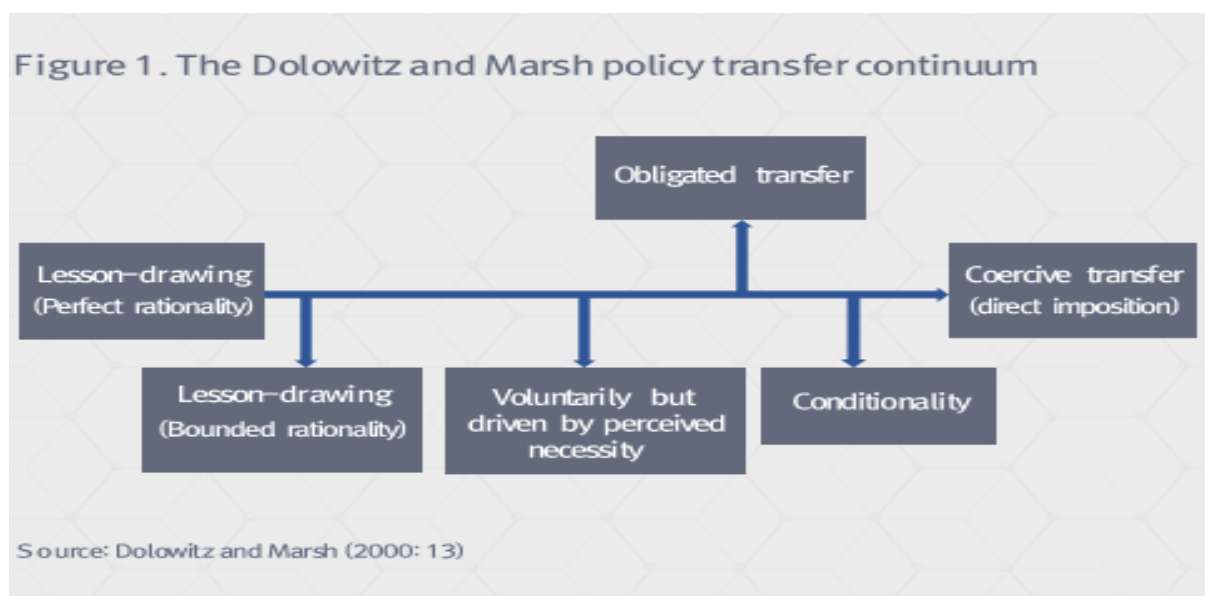 Figure 1. The Dolowitz and Marsh policy transfer continuum
Obligated transfer
Lesson-drawing
(Perfect rationality)
Coercive transfer
(direct imposition)
Lesson-drawing
(Bounded rationality)
Voluntarily but
driven by perceived
necessity
Conditionality
Source: Dolowitz and Marsh (2000: 13)